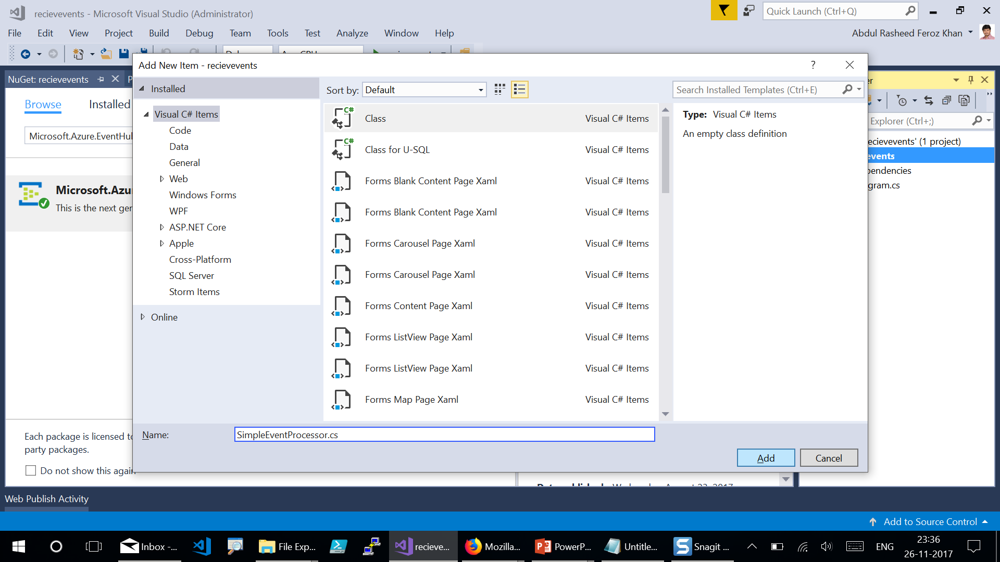 recievevents - Microsoft Visual Studio (Administrator)
Quick Launch (Ctrl+Q)
File Edit View Project Build Debug Team Tools Test Analyze Window Help
Abdul Rasheed Feroz Khan
Add New Item - recievevents
?
NuGet: recievevents
Browse
Installed
Microsoft.Azure.EventHu
Microsoft.Azu
This is the next ger
Each package is licensed to
party packages.
Do not show this again
Installed
Visual C# Items
Code
Data
General
Web
Windows Forms
WPF
ASP.NET Core
Apple
Cross-Platform
SQL Server
Storm Items
Online
Sort by: Default
Search Installed Templates (Ctrl+E)
C# Class Visual C# Items
C# Class for U-SQL Visual C# Items
Forms Blank Content Page Xaml Visual C# Items
Forms Blank Content Page Xaml Visual C# Items
Forms Carousel Page Xaml Visual C# Items
Forms Carousel Page Xaml Visual C# Items
Forms Content Page Xaml Visual C# Items
Forms ListView Page Xaml Visual C# Items
Forms ListView Page Xaml Visual C# Items
Forms Map Page Xaml Visual C# Items
Type: Visual C# Items
An empty class definition
Name: SimpleEventProcessor.cs
Add Cancel
er
Explorer (Ctrl+;)
ecievevents' (1 project)
events
pendencies
gram.cs
Web Publish Activity
Add to Source Control
Inbox -...
File Exp...
recieve...
Mozilla...
PowerP...
Untitle...
Snagit ...
ENG
23:36
26-11-2017